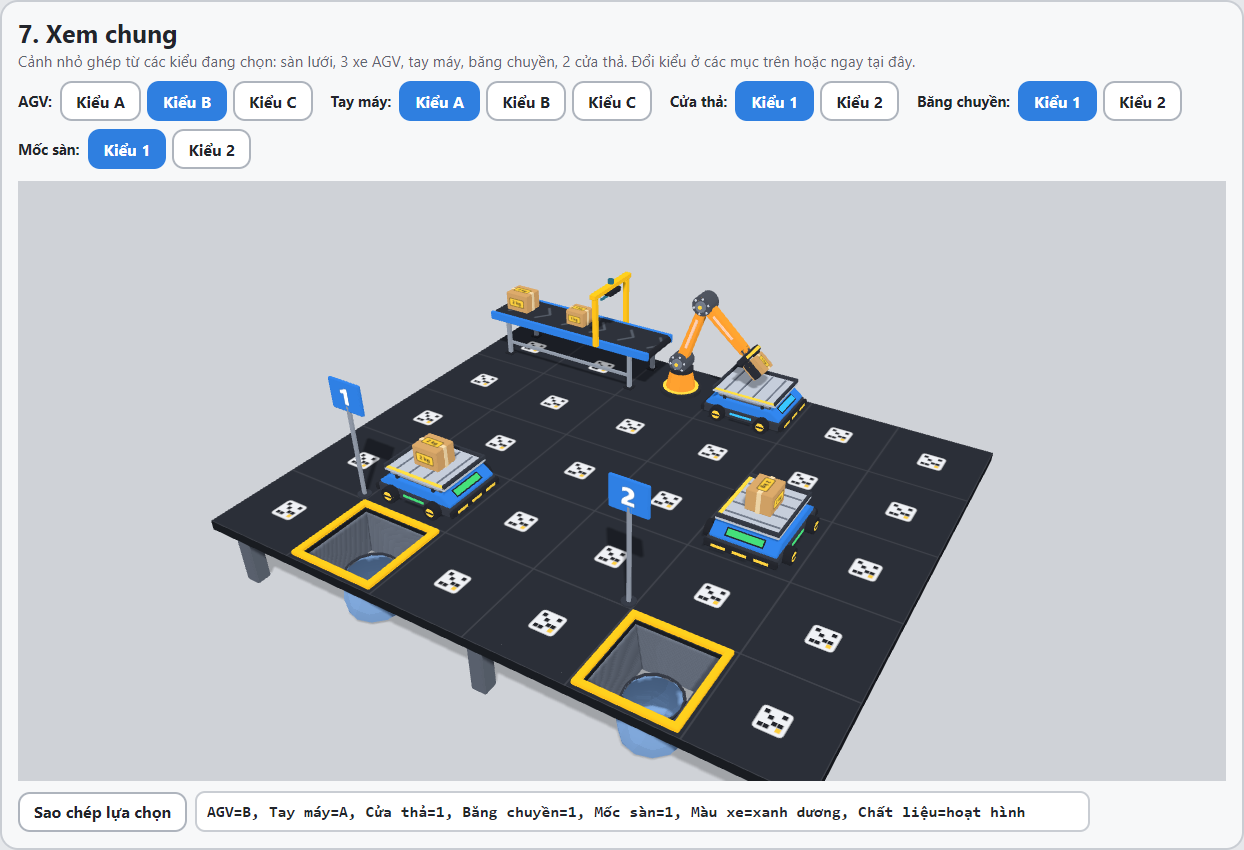 7. Xem chung
Cảnh nhỏ ghép từ các kiểu đang chọn: sàn lưới, 3 xe AGV, tay máy, băng chuyền, 2 cửa thả. Đổi kiểu ở các mục trên hoặc ngay tại đây.
AGV: Kiểu A Kiểu B Kiểu C Tay máy: Kiểu A Kiểu B Kiểu C Cửa thả: Kiểu 1 Kiểu 2 Băng chuyền: Kiểu 1 Kiểu 2
Mốc sàn: Kiểu 1 Kiểu 2
1
2
Sao chép lựa chọn AGV=B, Tay máy=A, Cửa thả=1, Băng chuyền=1, Mốc sàn=1, Màu xe=xanh dương, Chất liệu=hoạt hình